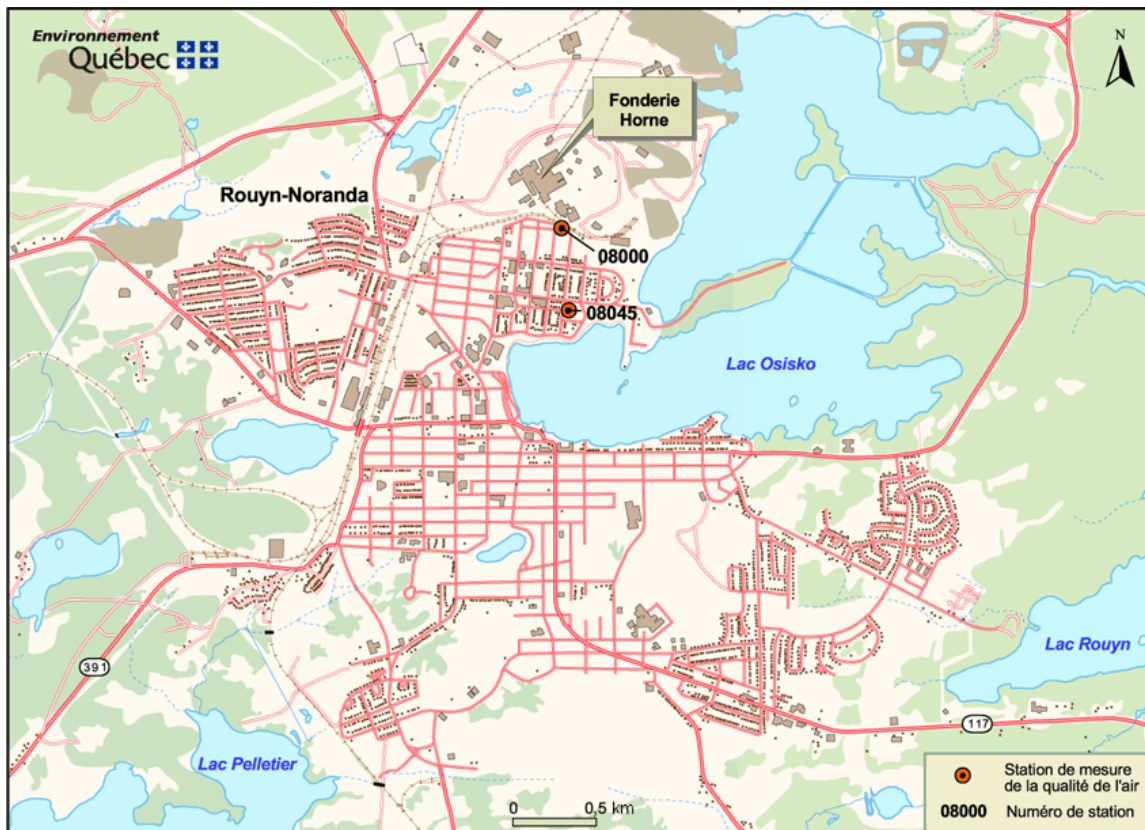 Environnement
Québec
N
Fonderie
Horne
Rouyn-Noranda
08000
08045
Lac Osisko
Lac Rouyn
391
117
Lac Pelletier
0 0,5 km
Station de mesure
de la qualité de l'air
08000 Numéro de station